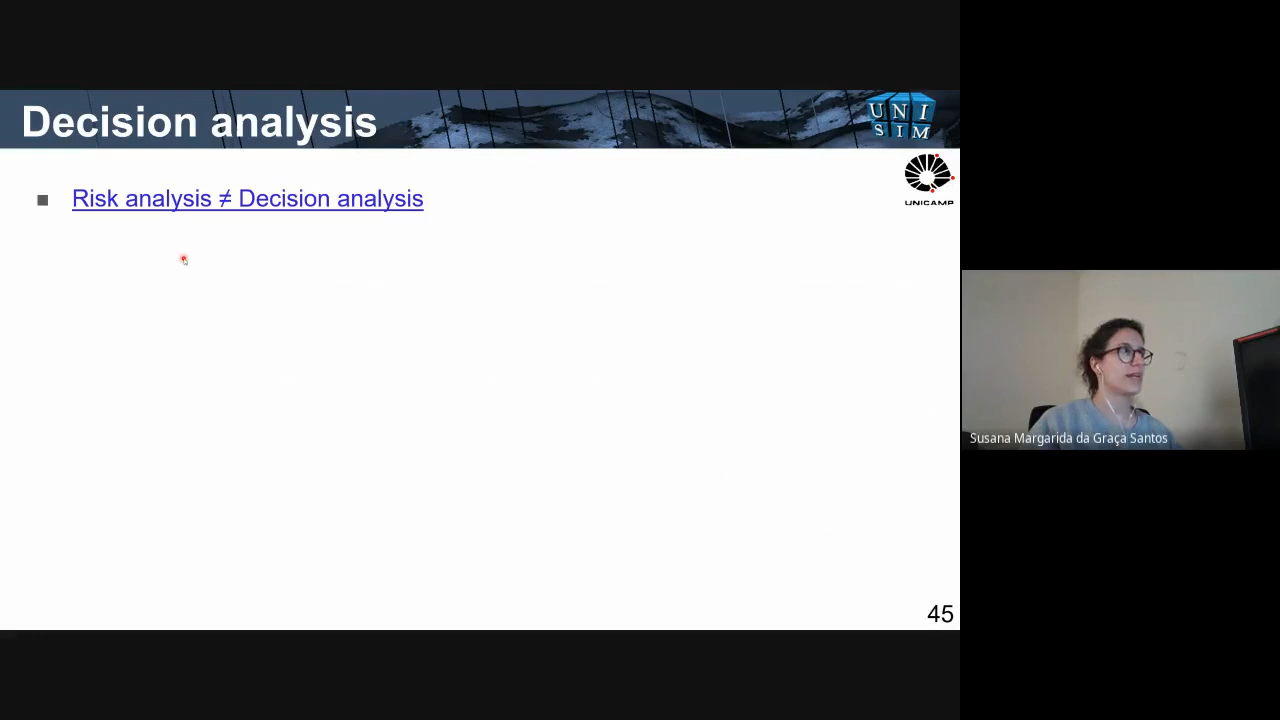 Decision analysis
UNI
SIM
UNICAMP
Risk analysis ≠ Decision analysis
Susana Margarida da Graça Santos
45